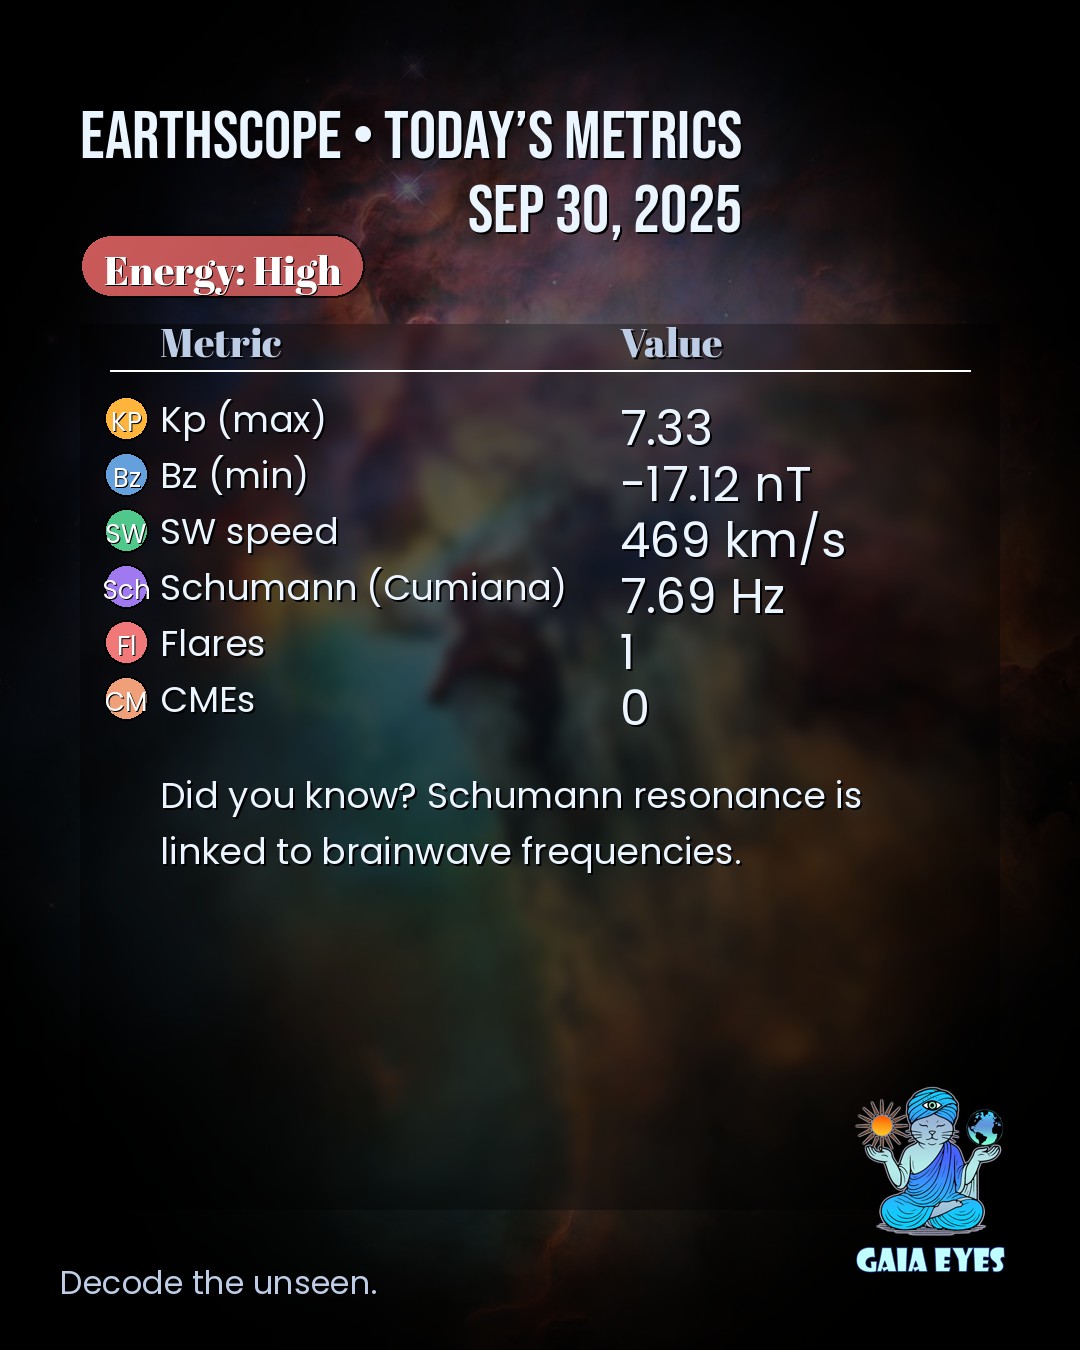 EARTHSCOPE • TODAY’S METRICS
SEP 30, 2025
Energy: High
Metric Value
KP Kp (max) 7.33
Bz Bz (min) -17.12 nT
SW SW speed 469 km/s
Sch Schumann (Cumiana) 7.69 Hz
Fl Flares 1
CM CMEs 0
Did you know? Schumann resonance is
linked to brainwave frequencies.
GAIA EYES
Decode the unseen.